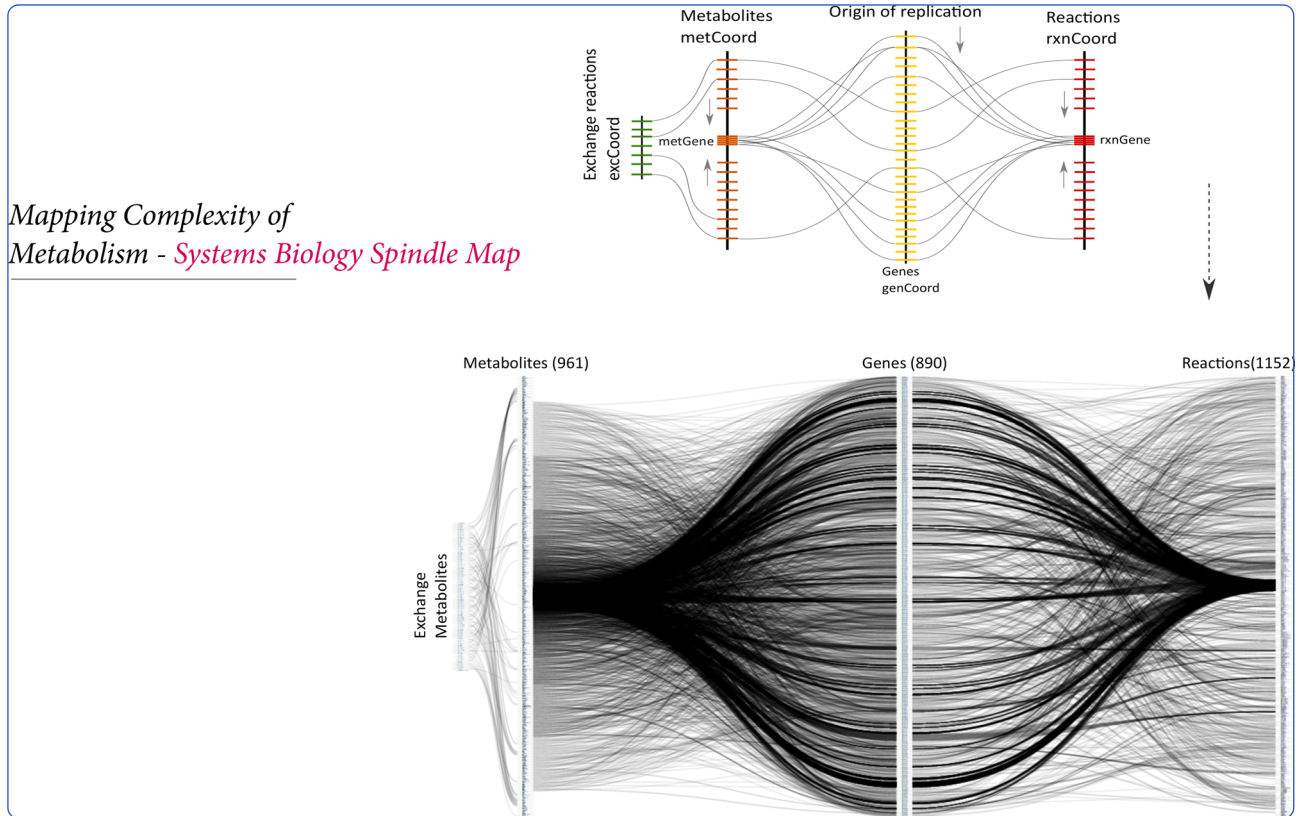 Mapping Complexity of
Metabolism - Systems Biology Spindle Map
Metabolites
metCoord
Origin of replication
Reactions
rxnCoord
Exchange reactions
excCoord
metGene
rxnGene
Genes
genCoord
Metabolites (961)
Genes (890)
Reactions(1152)
Exchange
Metabolites